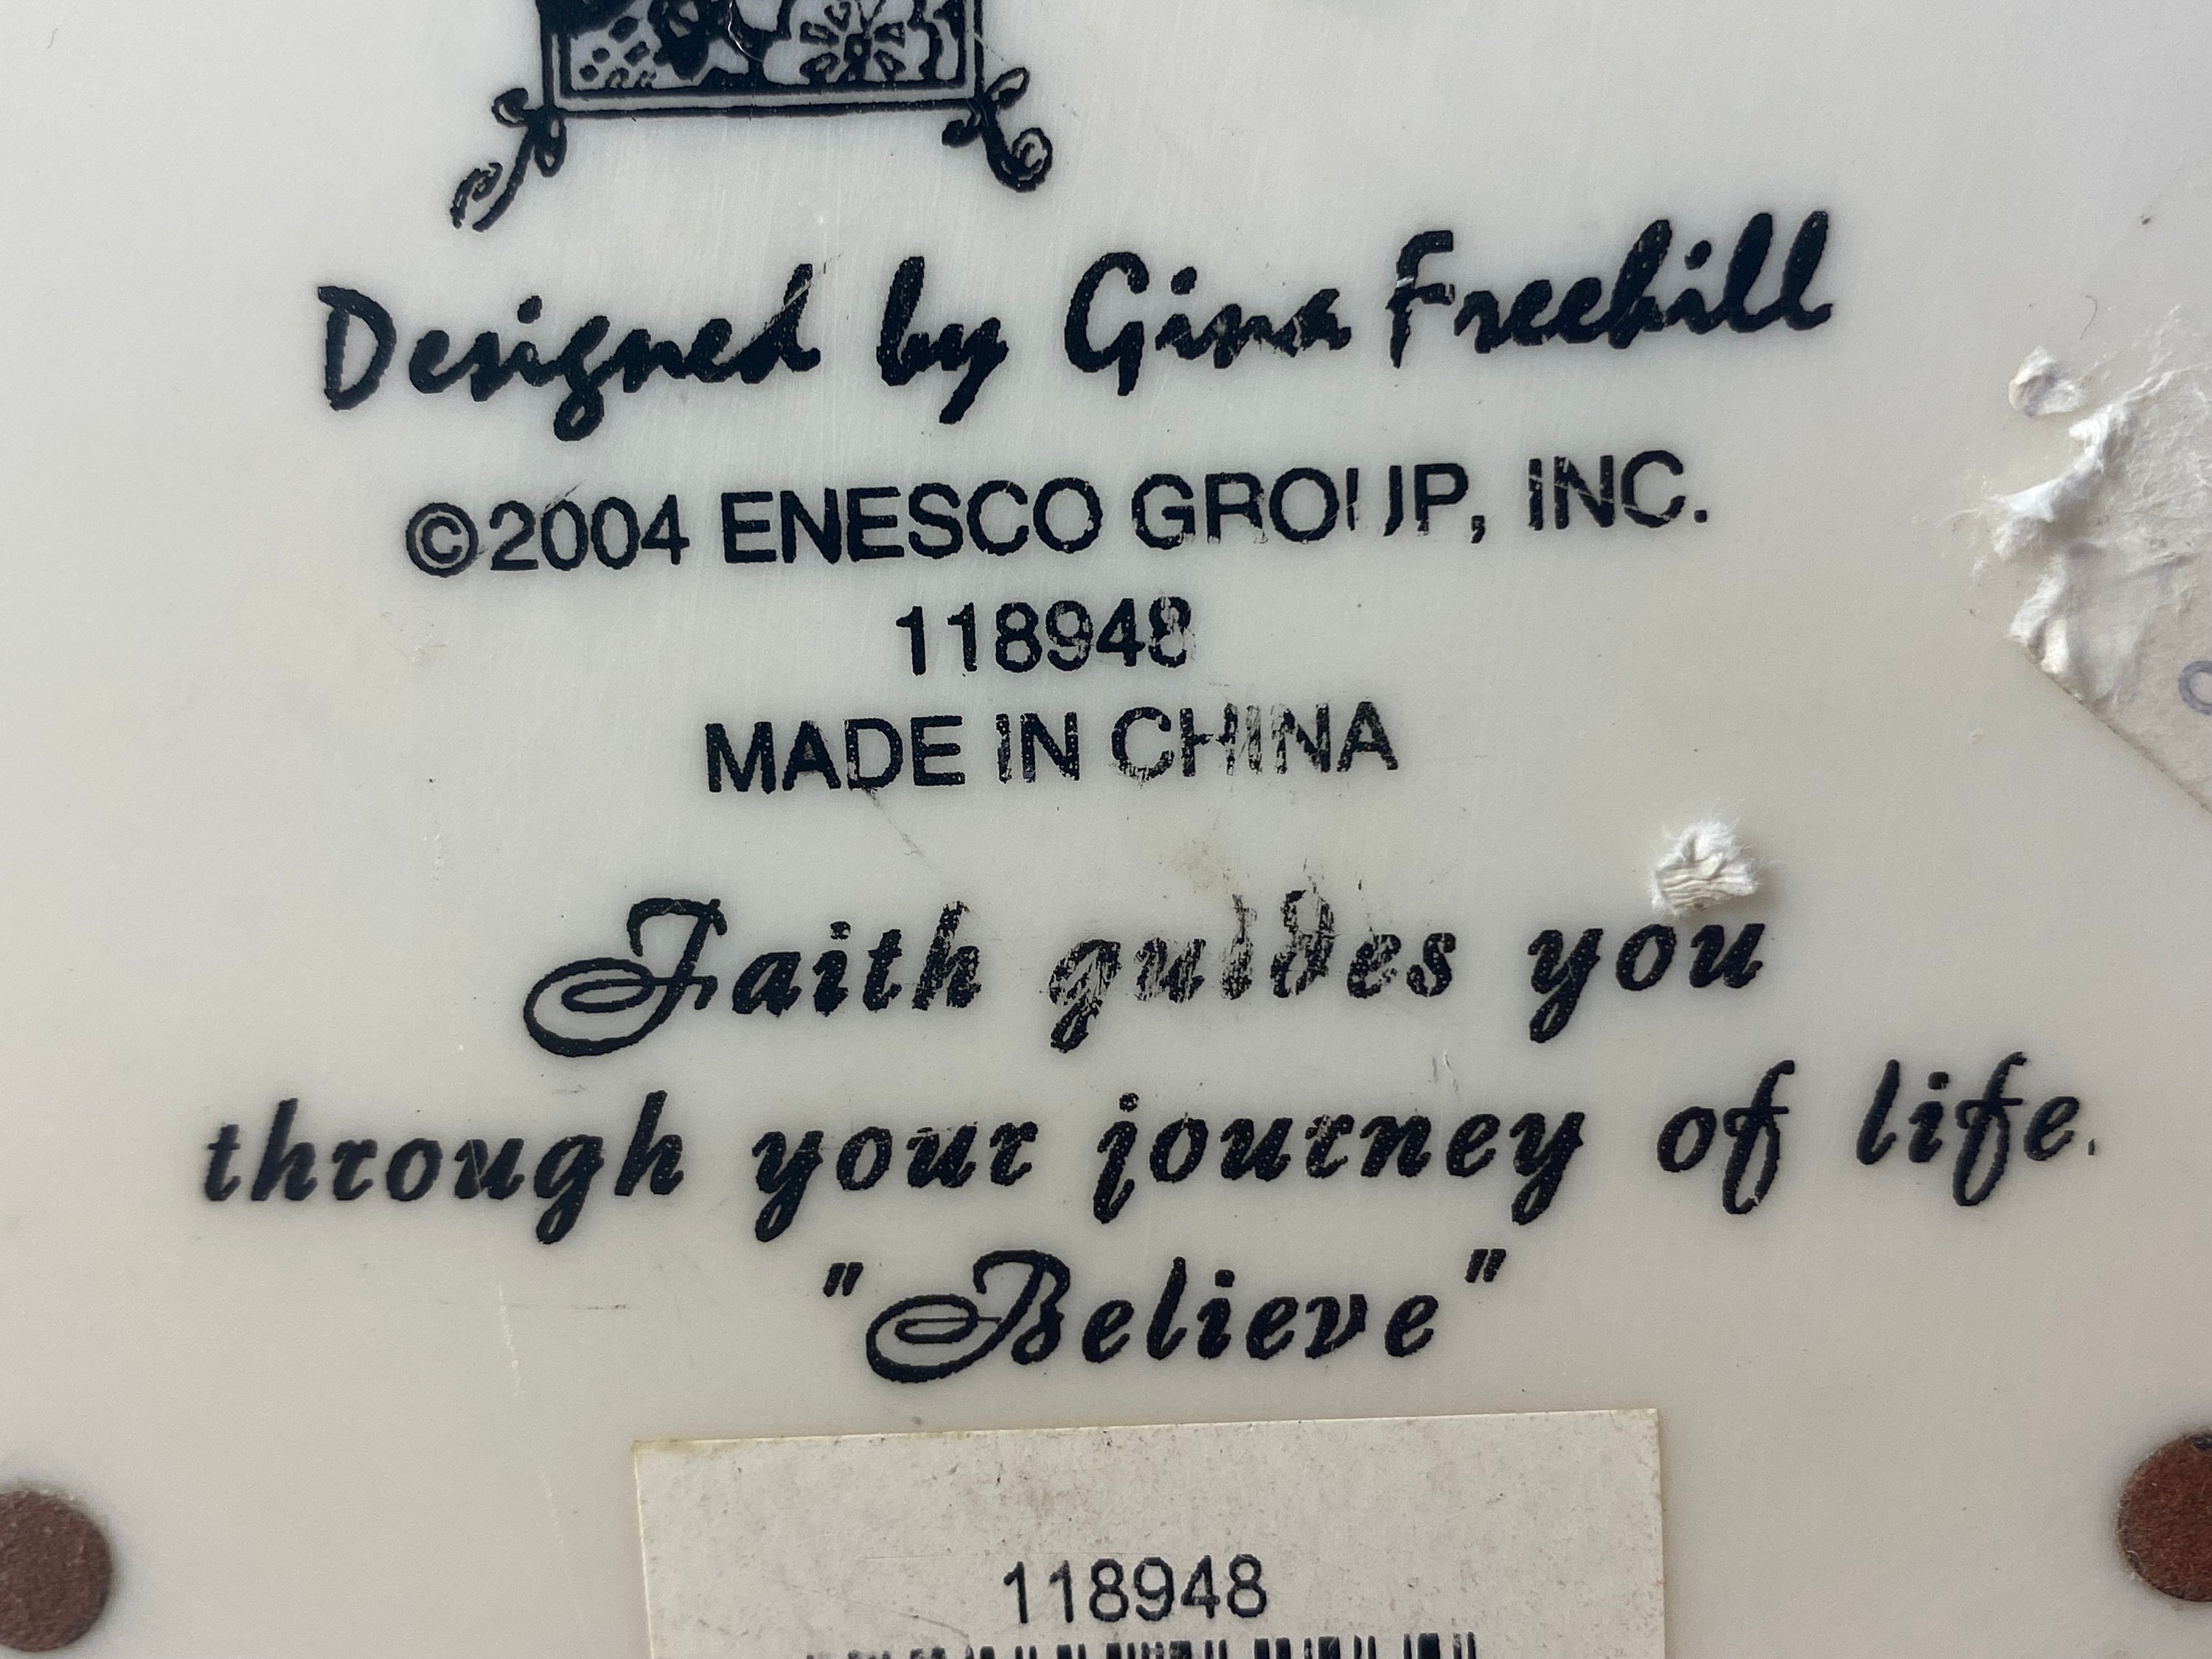 Designed by Gina Freehill
©2004 ENESCO GROUP, INC.
118948
MADE IN CHINA
Faith guides you
through your journey of life.
"Believe"
118948